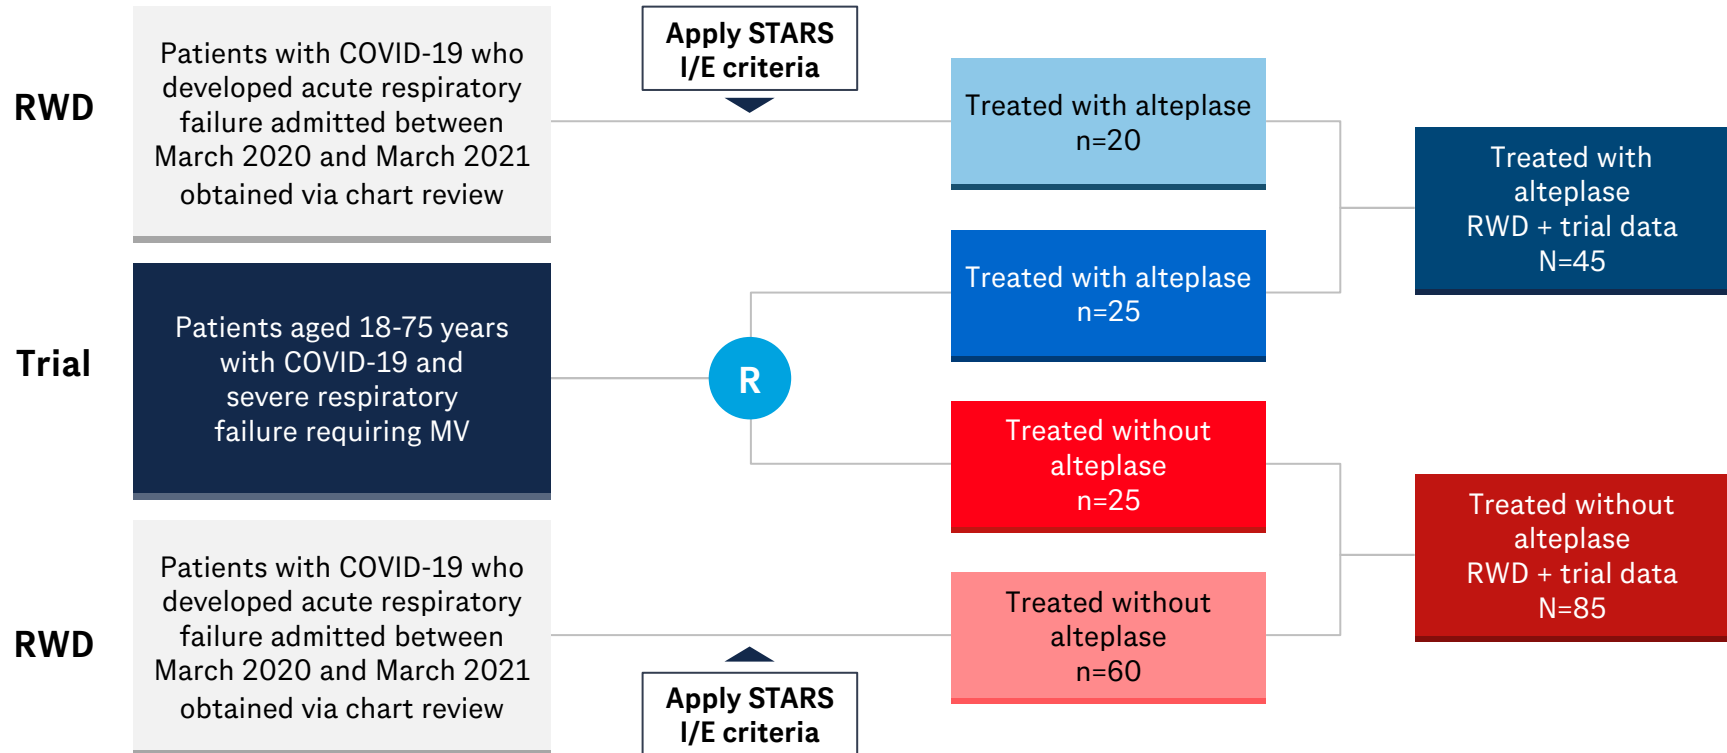 RWD
Patients with COVID-19 who
developed acute respiratory
failure admitted between
March 2020 and March 2021
obtained via chart review
Apply STARS
I/E criteria
Treated with alteplase
n=20
Treated with
alteplase
RWD + trial data
N=45
Trial
Patients aged 18-75 years
with COVID-19 and
severe respiratory
failure requiring MV
R
Treated with alteplase
n=25
Treated without
alteplase
n=25
RWD
Patients with COVID-19 who
developed acute respiratory
failure admitted between
March 2020 and March 2021
obtained via chart review
Apply STARS
I/E criteria
Treated without
alteplase
n=60
Treated without
alteplase
RWD + trial data
N=85